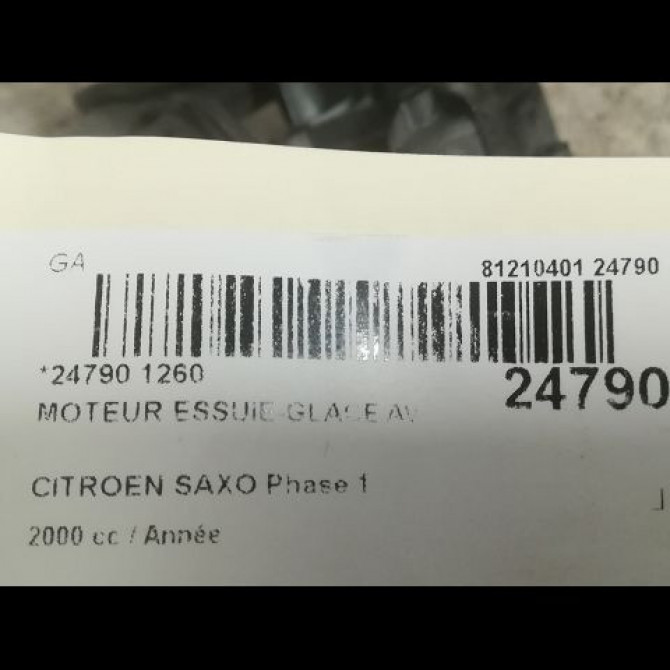 GA
81210401 24790
*24790 1260
24790
MOTEUR ESSUIE-GLACE AV
CITROEN SAXO Phase 1
2000 cc / Année